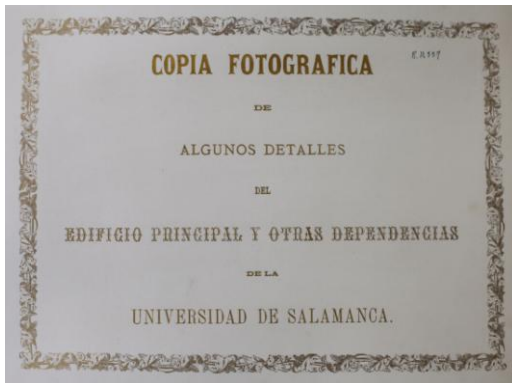 COPIA FOTOGRAFICA
DE
ALGUNOS DETALLES
DEL
EDIFICIO PRINCIPAL Y OTRAS DEPENDENCIAS
DE LA
UNIVERSIDAD DE SALAMANCA.